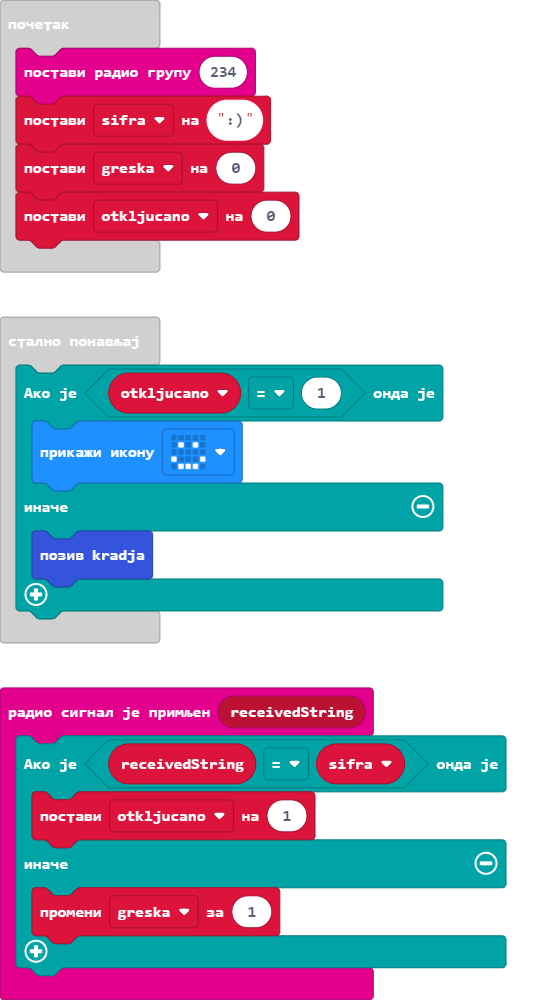 почетак
постави радио групу 234
постави sifra на ":)"
постави greska на 0
постави otkljucano на 0
стално понављај
Ако је otkljucano = 1 онда је
прикажи икону
иначе
позив kradja
радио сигнал је примљен receivedString
Ако је receivedString = sifra онда је
постави otkljucano на 1
иначе
промени greska за 1